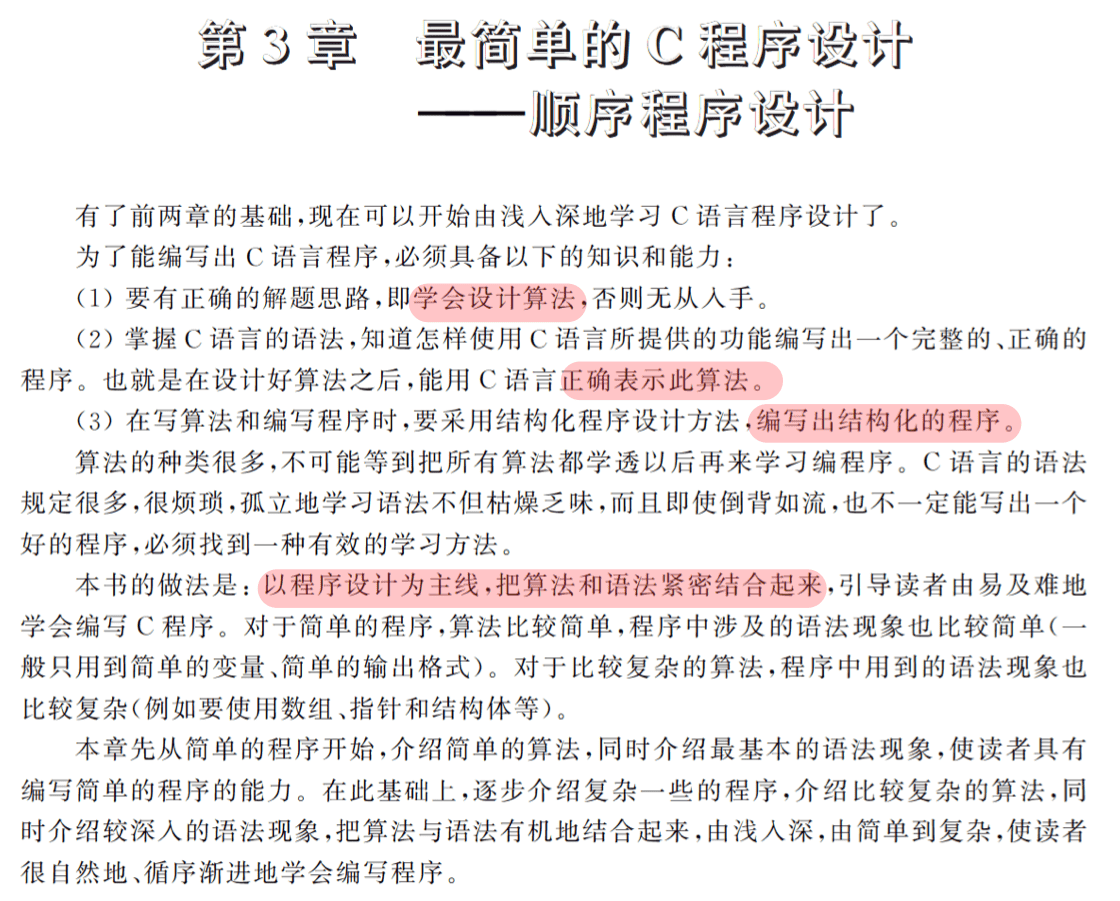 第3章 最简单的C程序设计
——顺序程序设计
有了前两章的基础,现在可以开始由浅入深地学习C语言程序设计了。
为了能编写出C语言程序,必须具备以下的知识和能力:
(1) 要有正确的解题思路,即学会设计算法,否则无从入手。
(2) 掌握C语言的语法,知道怎样使用C语言所提供的功能编写出一个完整的、正确的
程序。也就是在设计好算法之后,能用C语言正确表示此算法。
(3) 在写算法和编写程序时,要采用结构化程序设计方法,编写出结构化的程序。
算法的种类很多,不可能等到把所有算法都学透以后再来学习编程序。C语言的语法
规定很多,很烦琐,孤立地学习语法不但枯燥乏味,而且即使倒背如流,也不一定能写出一个
好的程序,必须找到一种有效的学习方法。
本书的做法是:以程序设计为主线,把算法和语法紧密结合起来,引导读者由易及难地
学会编写C程序。对于简单的程序,算法比较简单,程序中涉及的语法现象也比较简单(一
般只用到简单的变量、简单的输出格式)。对于比较复杂的算法,程序中用到的语法现象也
比较复杂(例如要使用数组、指针和结构体等)。
本章先从简单的程序开始,介绍简单的算法,同时介绍最基本的语法现象,使读者具有
编写简单的程序的能力。在此基础上,逐步介绍复杂一些的程序,介绍比较复杂的算法,同
时介绍较深入的语法现象,把算法与语法有机地结合起来,由浅入深,由简单到复杂,使读者
很自然地、循序渐进地学会编写程序。